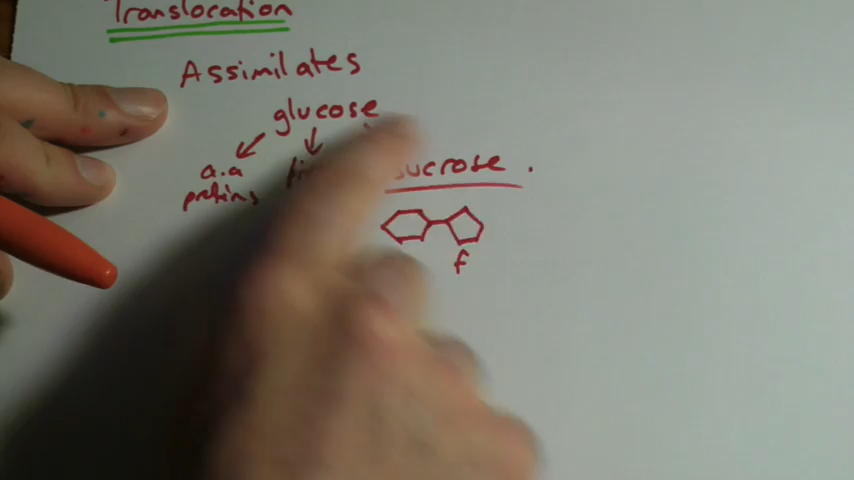 Translocation
Assimilates
glucose
a.a
proteins
sucrose.
f